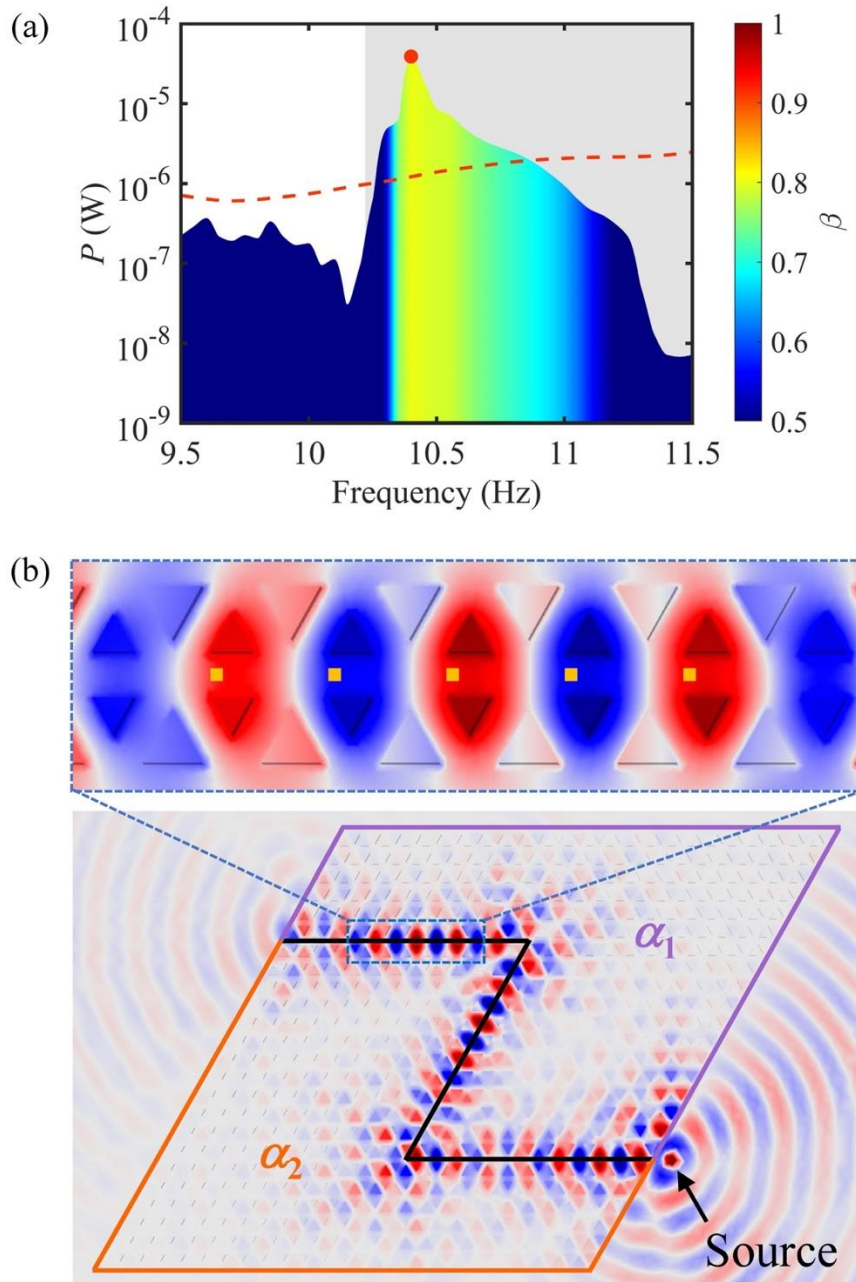 (a)
10⁻⁴
10⁻⁵
10⁻⁶
10⁻⁷
10⁻⁸
10⁻⁹
P (W)
9.5 10 10.5 11 11.5
Frequency (Hz)
1
0.9
0.8
0.7
0.6
0.5
β
(b)
α₁
α₂
Source